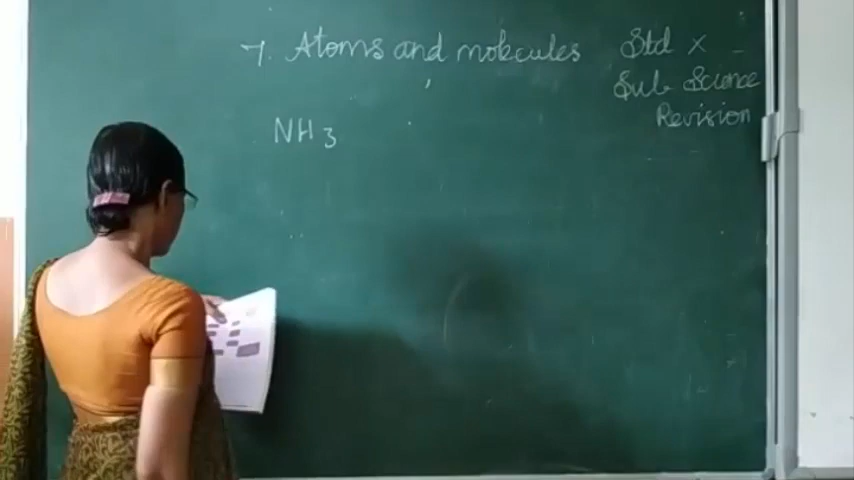 7. Atoms and molecules
Std X
Sub Science
Revision
NH3